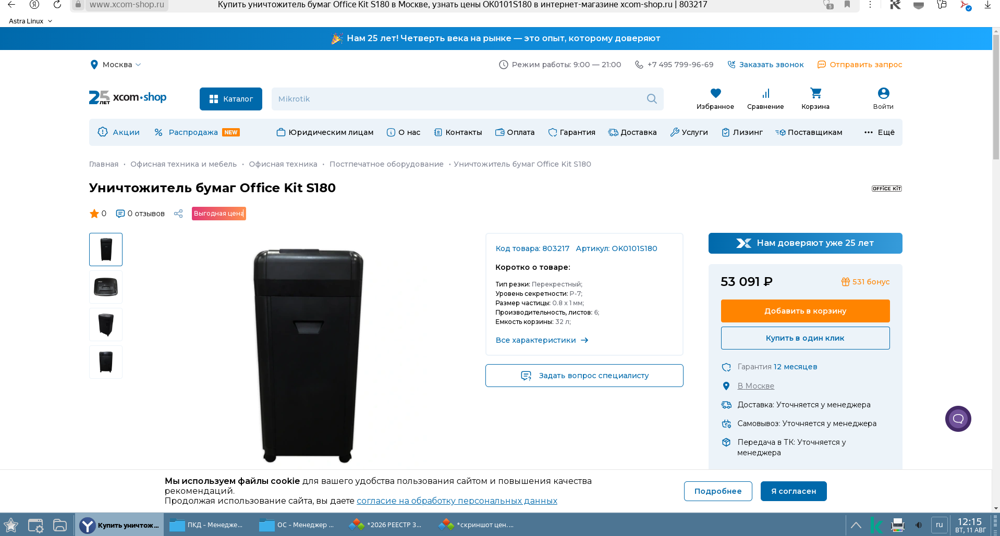 www.xcom-shop.ru
Купить уничтожитель бумаг Office Kit S180 в Москве, узнать цены OK0101S180 в интернет-магазине xcom-shop.ru | 803217
5
Astra Linux
Нам 25 лет! Четверть века на рынке — это опыт, которому доверяют
Москва
Режим работы: 9:00 — 21:00
+7 495 799-96-69
Заказать звонок
Отправить запрос
25 ЛЕТ xcom-shop
Каталог
Mikrotik
Избранное
Сравнение
Корзина
Войти
Акции
Распродажа NEW
Юридическим лицам
О нас
Контакты
Оплата
Гарантия
Доставка
Услуги
Лизинг
Поставщикам
Ещё
Главная • Офисная техника и мебель • Офисная техника • Постпечатное оборудование • Уничтожитель бумаг Office Kit S180
Уничтожитель бумаг Office Kit S180
OFFICE KIT
0
0 отзывов
Выгодная цена
Код товара: 803217 Артикул: OK0101S180
Коротко о товаре:
Тип резки: Перекрестный;
Уровень секретности: P-7;
Размер частицы: 0.8 x 1 мм;
Производительность, листов: 6;
Емкость корзины: 32 л;
Все характеристики
Задать вопрос специалисту
Нам доверяют уже 25 лет
53 091 ₽
531 бонус
Добавить в корзину
Купить в один клик
Гарантия 12 месяцев
В Москве
Доставка: Уточняется у менеджера
Самовывоз: Уточняется у менеджера
Передача в ТК: Уточняется у
менеджера
Мы используем файлы cookie для вашего удобства пользования сайтом и повышения качества
рекомендаций.
Продолжая использование сайта, вы даете согласие на обработку персональных данных
Подробнее
Я согласен
Купить уничтож...
ПКД - Менедже...
ОС - Менеджер ...
*2026 РЕЕСТР З...
*скриншот цен....
ru
12:15
ВТ, 11 АВГ